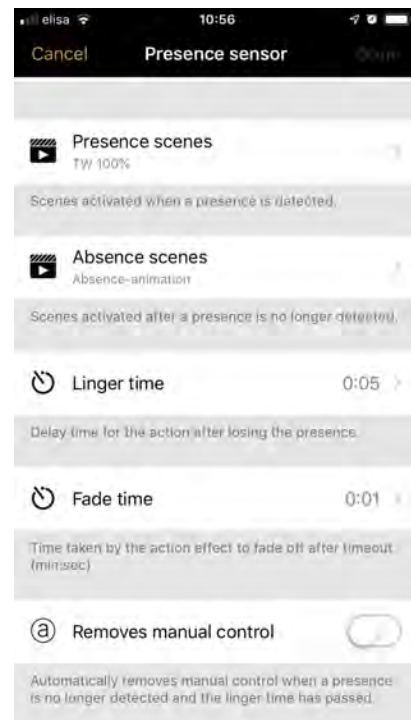 elisa 10:56
Cancel Presence sensor Done
Presence scenes
TW 100%
Scenes activated when a presence is detected.
Absence scenes
Absence-animation
Scenes activated after a presence is no longer detected.
Linger time 0:05
Delay time for the action after losing the presence.
Fade time 0:01
Time taken by the action effect to fade off after timeout
(min:sec)
a Removes manual control
Automatically removes manual control when a presence
is no longer detected and the linger time has passed.